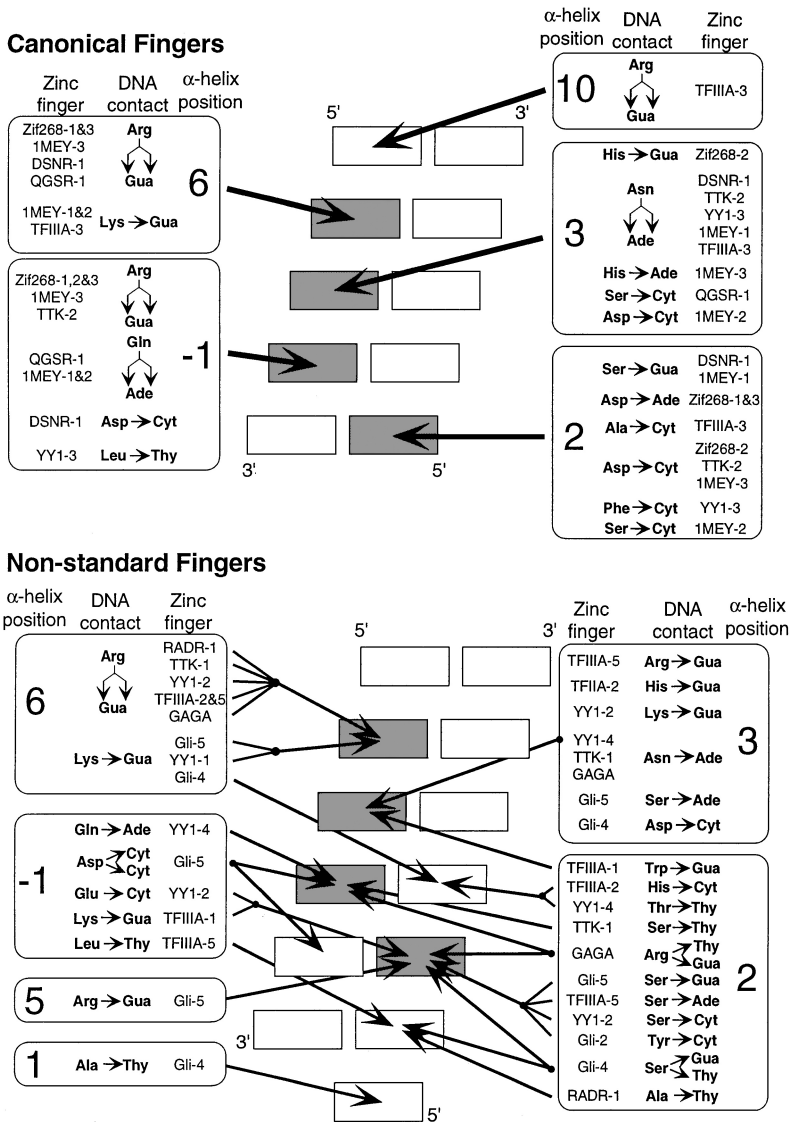 Canonical Fingers
Zinc finger
DNA contact
α-helix position
Zif268-1&3
1MEY-3
DSNR-1
QGSR-1
Arg
Gua
6
1MEY-1&2
TFIIIA-3
Lys → Gua
Zif268-1,2&3
1MEY-3
TTK-2
Arg
Gua
-1
QGSR-1
1MEY-1&2
Gln
Ade
DSNR-1 Asp → Cyt
YY1-3 Leu → Thy
5' 3'
3' 5'
α-helix position
DNA contact
Zinc finger
10
Arg
Gua
TFIIIA-3
3
His → Gua Zif268-2
Asn
Ade
DSNR-1
TTK-2
YY1-3
1MEY-1
TFIIIA-3
His → Ade 1MEY-3
Ser → Cyt QGSR-1
Asp → Cyt 1MEY-2
2
Ser → Gua
DSNR-1
1MEY-1
Asp → Ade Zif268-1&3
Ala → Cyt TFIIIA-3
Asp → Cyt
Zif268-2
TTK-2
1MEY-3
Phe → Cyt YY1-3
Ser → Cyt 1MEY-2
Non-standard Fingers
α-helix position
DNA contact
Zinc finger
6
Arg
Gua
RADR-1
TTK-1
YY1-2
TFIIIA-2&5
GAGA
Lys → Gua
Gli-5
YY1-1
Gli-4
-1
Gln → Ade YY1-4
Asp
Cyt
Cyt
Gli-5
Glu → Cyt YY1-2
Lys → Gua TFIIIA-1
Leu → Thy TFIIIA-5
5 Arg → Gua Gli-5
1 Ala → Thy Gli-4
5' 3'
3'
5'
Zinc finger
DNA contact
α-helix position
TFIIIA-5 Arg → Gua
TFIIA-2 His → Gua
YY1-2 Lys → Gua
3
YY1-4
TTK-1
GAGA
Asn → Ade
Gli-5 Ser → Ade
Gli-4 Asp → Cyt
TFIIIA-1 Trp → Gua
TFIIIA-2 His → Cyt
YY1-4 Thr → Thy
TTK-1 Ser → Thy
GAGA Arg
Thy
Gua
2
Gli-5 Ser → Gua
TFIIIA-5 Ser → Ade
YY1-2 Ser → Cyt
Gli-2 Tyr → Cyt
Gli-4 Ser
Gua
Thy
RADR-1 Ala → Thy